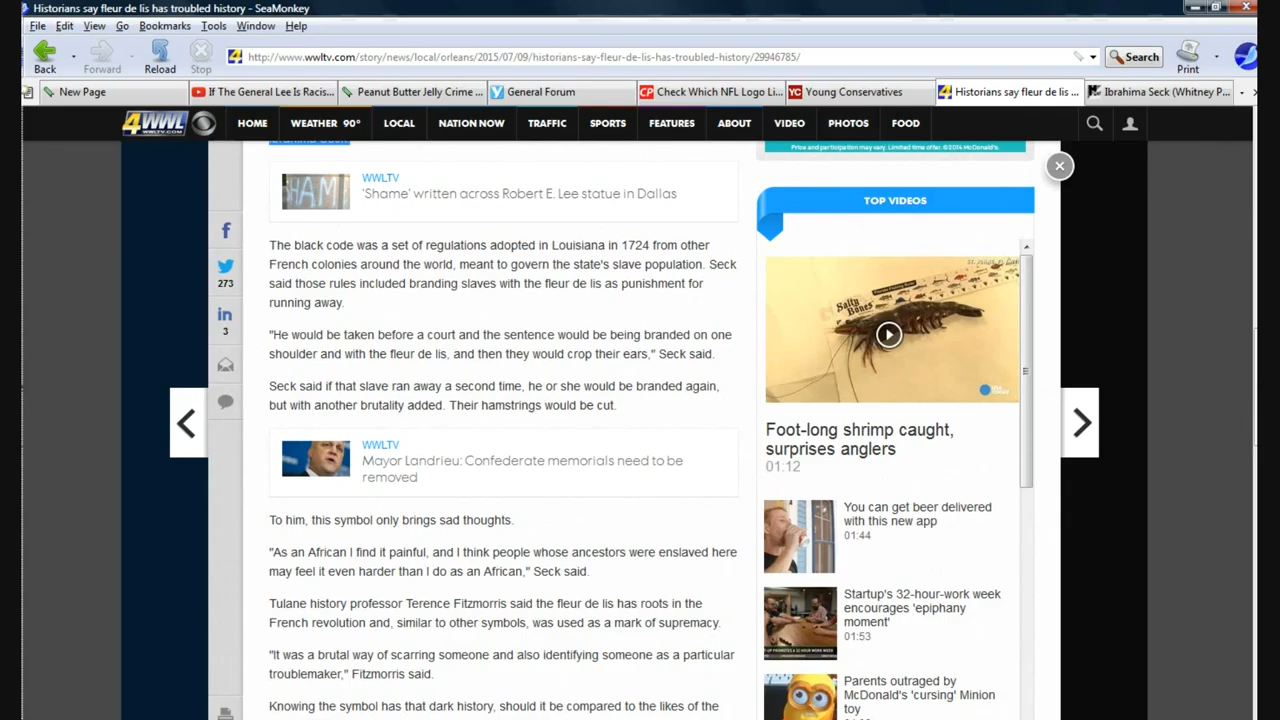 Historians say fleur de lis has troubled history - SeaMonkey
File Edit View Go Bookmarks Tools Window Help
Back Forward Reload Stop
http://www.wwltv.com/story/news/local/orleans/2015/07/09/historians-say-fleur-de-lis-has-troubled-history/29946785/
Search
Print
New Page
If The General Lee Is Racis...
Peanut Butter Jelly Crime ...
General Forum
Check Which NFL Logo Li...
Young Conservatives
Historians say fleur de lis ...
Ibrahima Seck (Whitney P...
4WWL
WWLTV.COM
HOME WEATHER 90° LOCAL NATION NOW TRAFFIC SPORTS FEATURES ABOUT VIDEO PHOTOS FOOD
Price and participation may vary. Limited time offer. ©2014 McDonald's.
WWLTV
'Shame' written across Robert E. Lee statue in Dallas
The black code was a set of regulations adopted in Louisiana in 1724 from other
French colonies around the world, meant to govern the state's slave population. Seck
said those rules included branding slaves with the fleur de lis as punishment for
running away.
"He would be taken before a court and the sentence would be being branded on one
shoulder and with the fleur de lis, and then they would crop their ears," Seck said.
Seck said if that slave ran away a second time, he or she would be branded again,
but with another brutality added. Their hamstrings would be cut.
WWLTV
Mayor Landrieu: Confederate memorials need to be
removed
To him, this symbol only brings sad thoughts.
"As an African I find it painful, and I think people whose ancestors were enslaved here
may feel it even harder than I do as an African," Seck said.
Tulane history professor Terence Fitzmorris said the fleur de lis has roots in the
French revolution and, similar to other symbols, was used as a mark of supremacy.
"It was a brutal way of scarring someone and also identifying someone as a particular
troublemaker," Fitzmorris said.
Knowing the symbol has that dark history, should it be compared to the likes of the
273
3
TOP VIDEOS
Salty Bones
Foot-long shrimp caught,
surprises anglers
01:12
You can get beer delivered
with this new app
01:44
Startup's 32-hour-work week
encourages 'epiphany
moment'
01:53
Parents outraged by
McDonald's 'cursing' Minion
toy